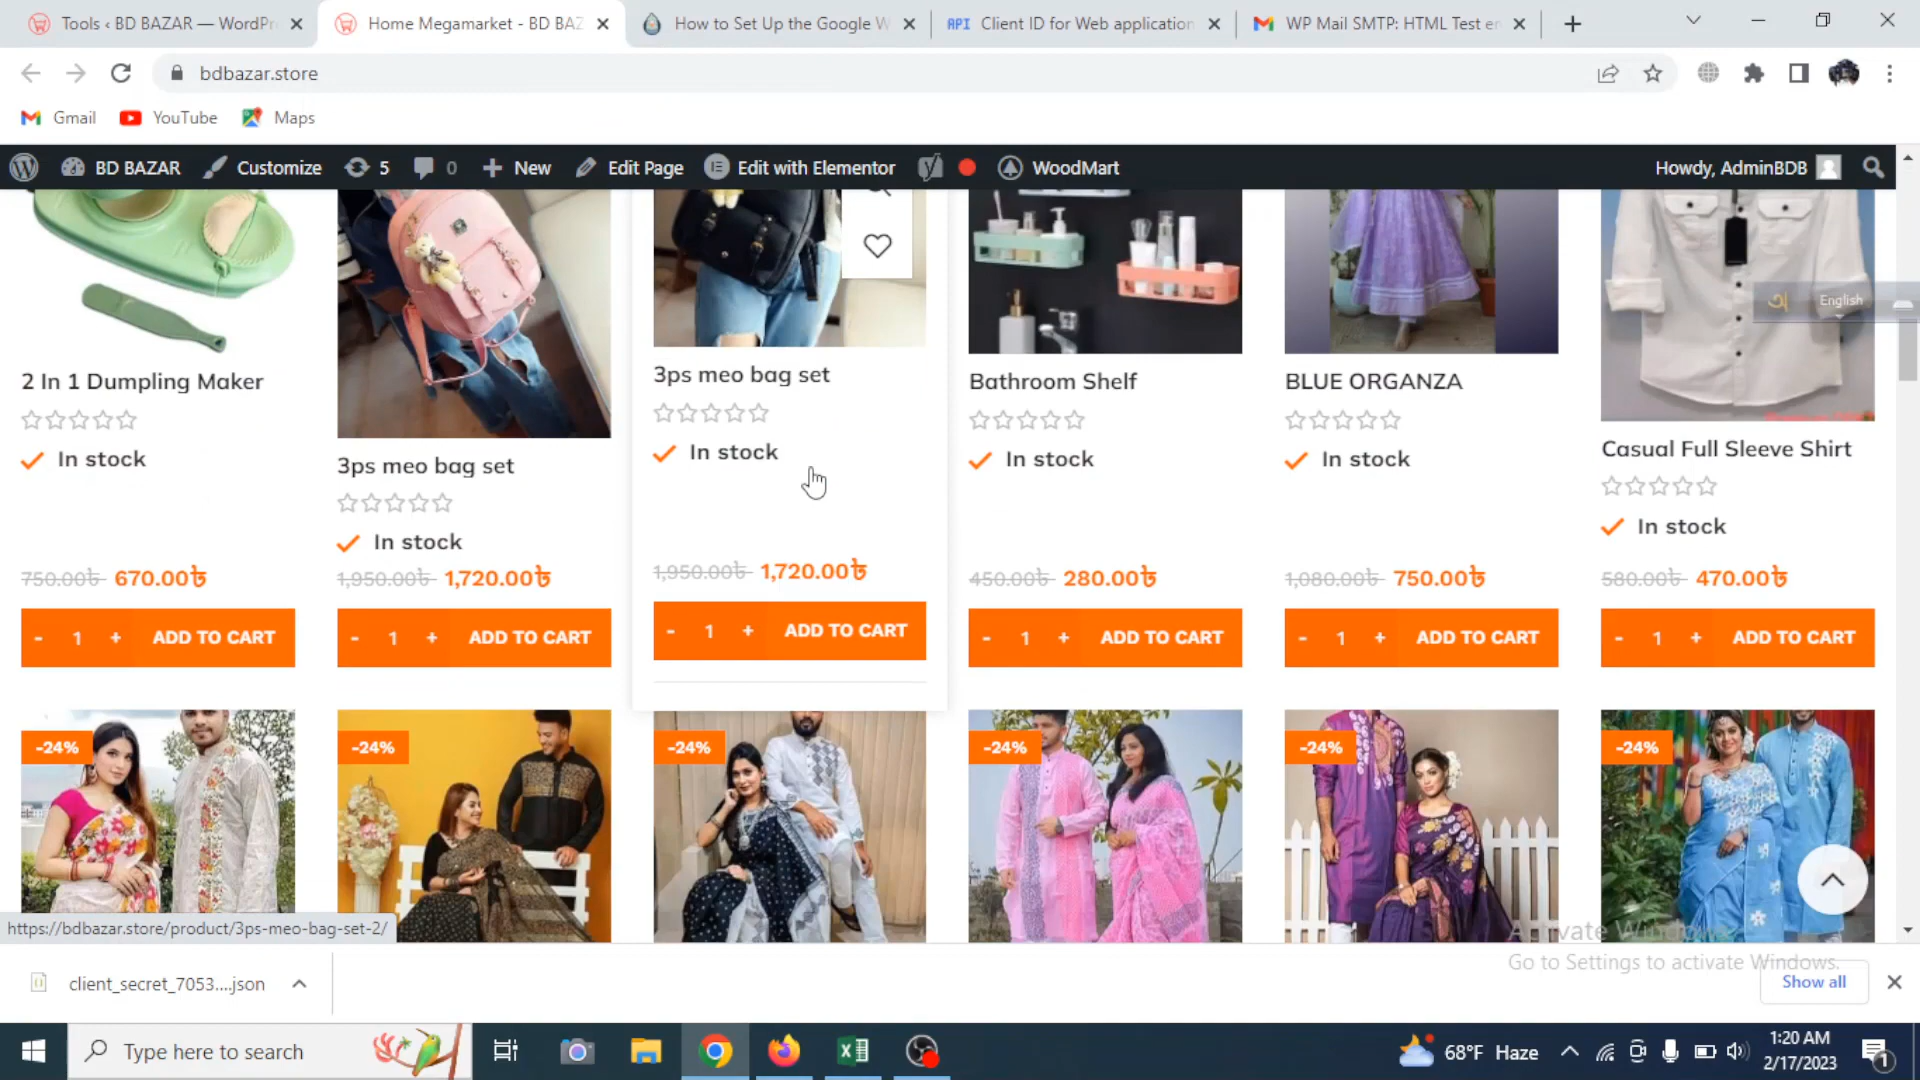 Tools ‹ BD BAZAR — WordPr
Home Megamarket - BD BAZ
How to Set Up the Google W
API Client ID for Web application
WP Mail SMTP: HTML Test e
bdbazar.store
Gmail
YouTube
Maps
BD BAZAR
Customize
5
0
New
Edit Page
Edit with Elementor
WoodMart
Howdy, AdminBDB
অ English
2 In 1 Dumpling Maker
In stock
750.00৳ 670.00৳
- 1 + ADD TO CART
3ps meo bag set
In stock
1,950.00৳ 1,720.00৳
- 1 + ADD TO CART
3ps meo bag set
In stock
1,950.00৳ 1,720.00৳
- 1 + ADD TO CART
Bathroom Shelf
In stock
450.00৳ 280.00৳
- 1 + ADD TO CART
BLUE ORGANZA
In stock
1,080.00৳ 750.00৳
- 1 + ADD TO CART
Casual Full Sleeve Shirt
In stock
580.00৳ 470.00৳
- 1 + ADD TO CART
-24%
-24%
-24%
-24%
-24%
-24%
https://bdbazar.store/product/3ps-meo-bag-set-2/
Activate Windows
Go to Settings to activate Windows.
client_secret_7053....json
Show all
Type here to search
68°F Haze
1:20 AM
2/17/2023
1